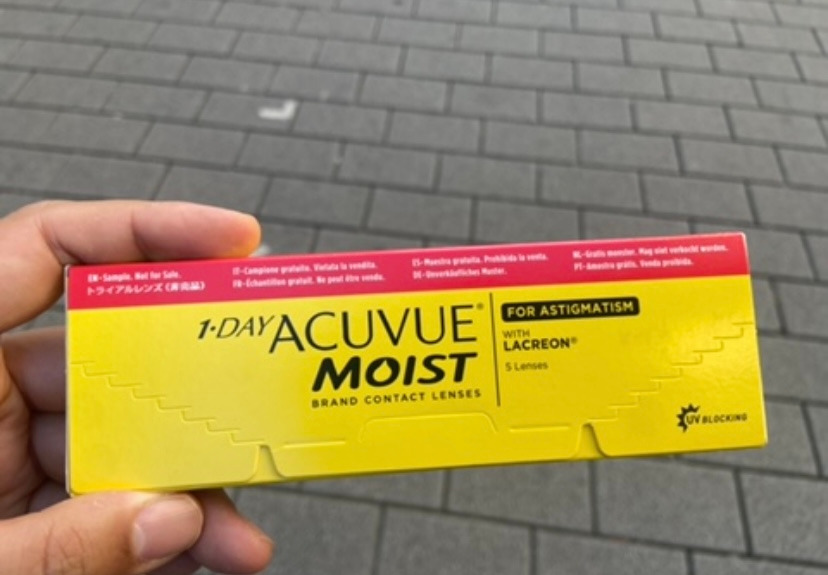 EN-Sample. Not for Sale.
トライアルレンズ《非売品》
IT-Campione gratuito. Vietata la vendita.
FR-Échantillon gratuit. Ne peut être vendu.
ES-Muestra gratuita. Prohibida la venta.
DE-Unverkäufliches Muster.
NL-Gratis monster. Mag niet verkocht worden.
PT-Amostra grátis. Venda proibida.
1•DAY ACUVUE®
MOIST
BRAND CONTACT LENSES
FOR ASTIGMATISM
WITH
LACREON®
5 Lenses
UV BLOCKING